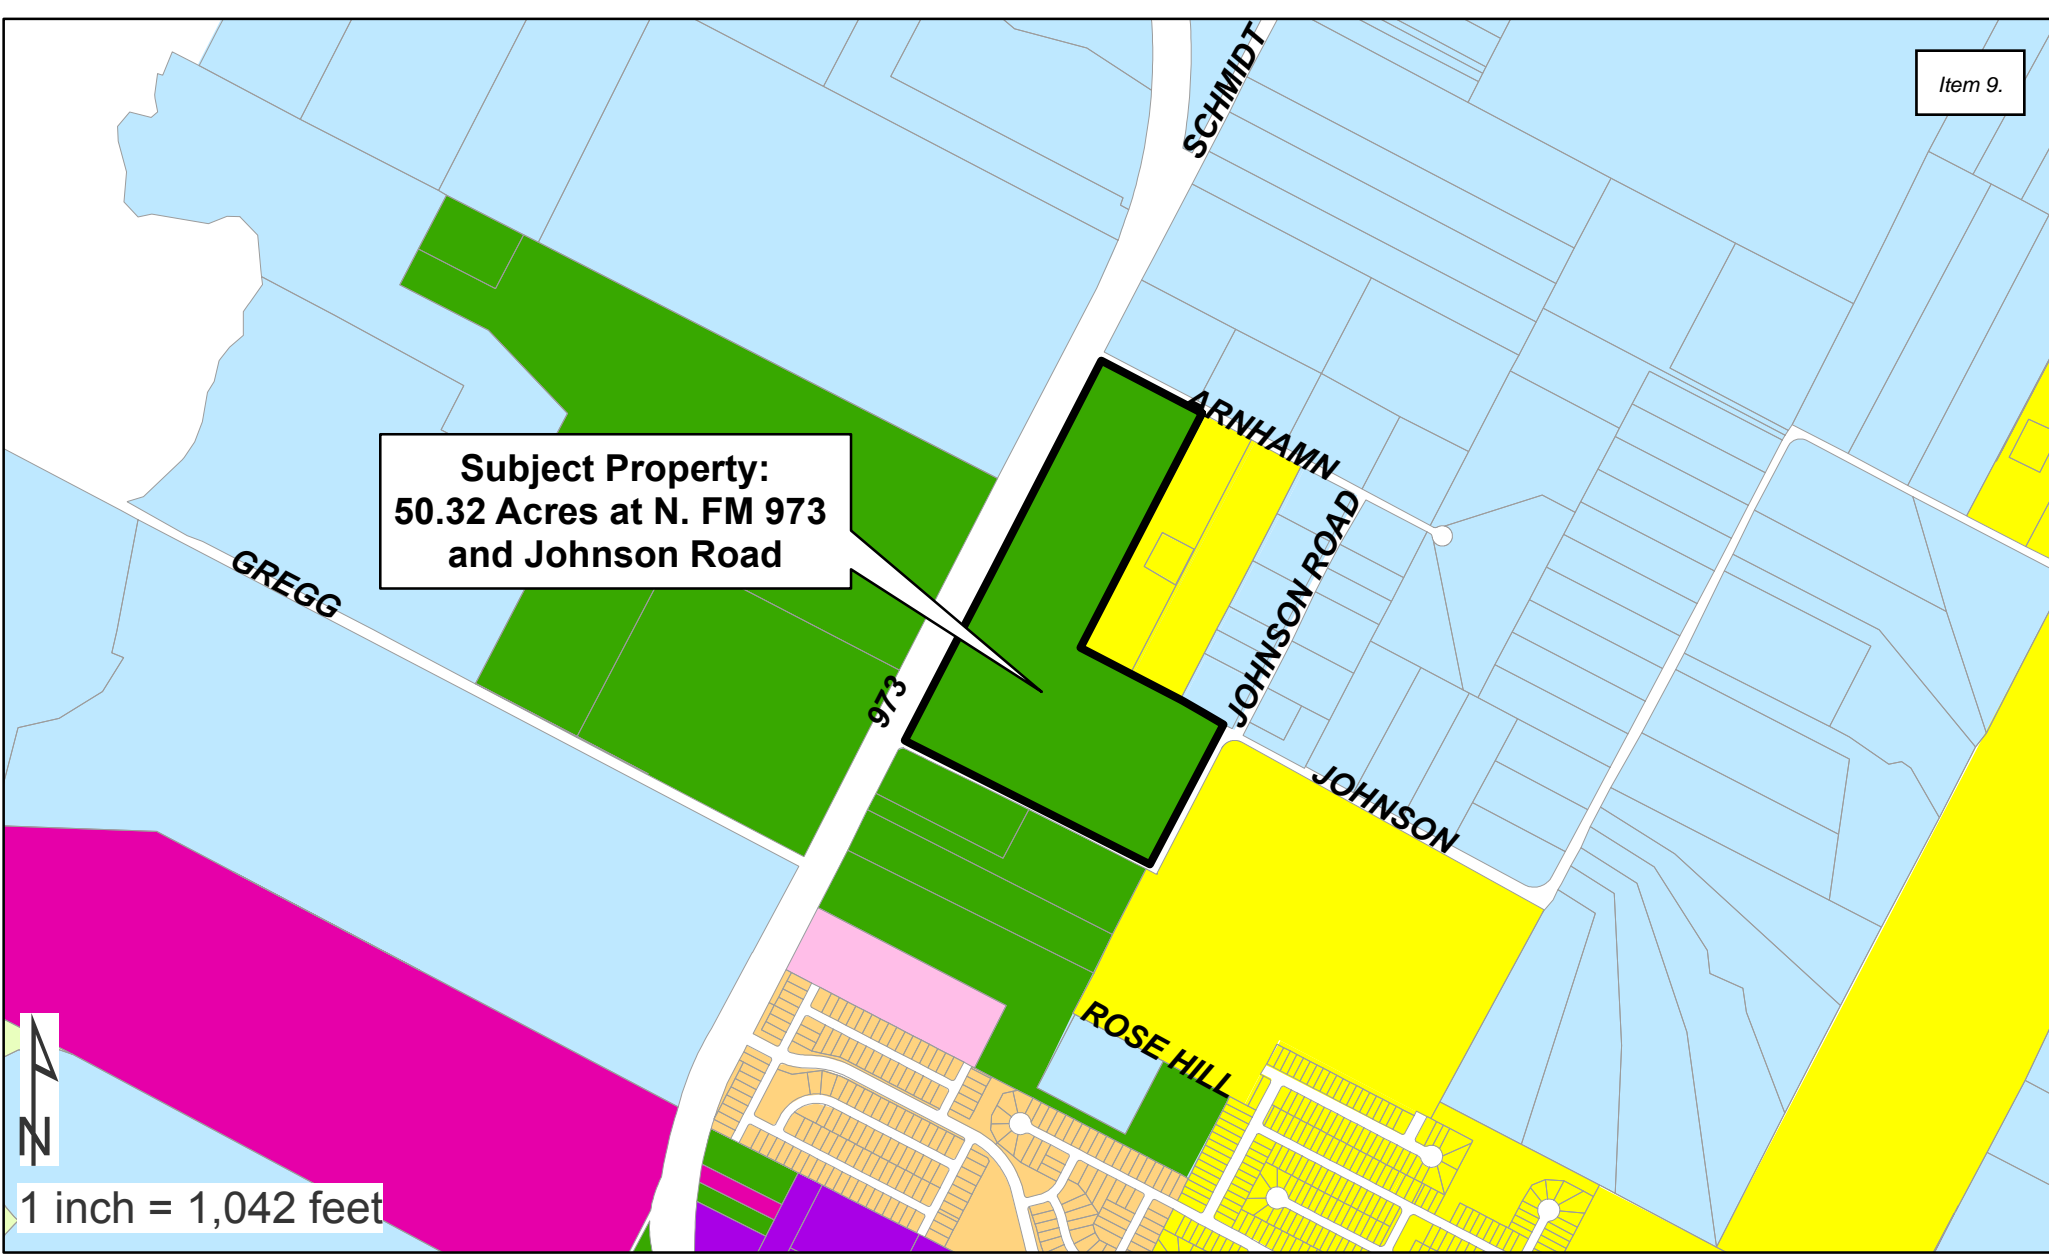 SCHMIDT
Item 9.
ARNHAMN
Subject Property:
50.32 Acres at N. FM 973
and Johnson Road
JOHNSON ROAD
GREGG
973
JOHNSON
ROSE HILL
N
1 inch = 1,042 feet